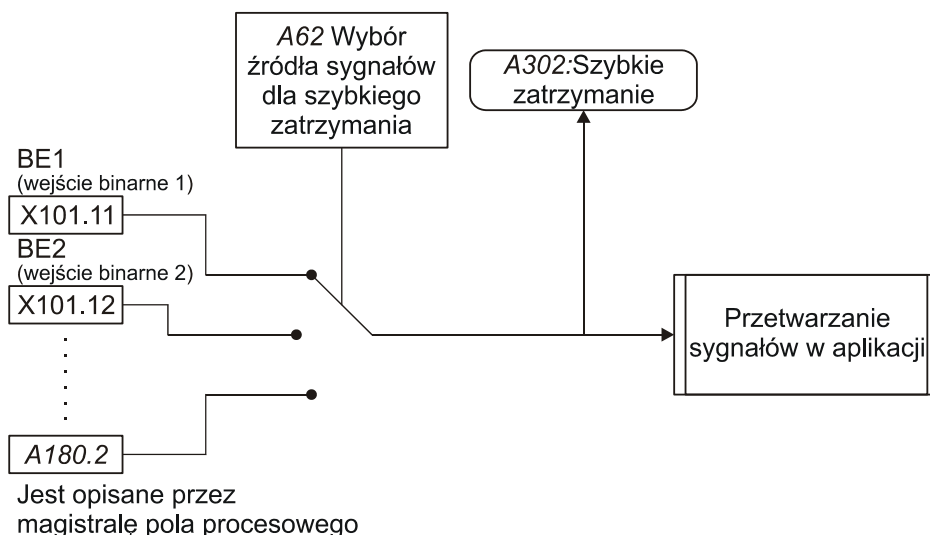 A62 Wybór
źródła sygnałów
dla szybkiego
zatrzymania
A302:Szybkie
zatrzymanie
BE1
(wejście binarne 1)
X101.11
BE2
(wejście binarne 2)
X101.12
Przetwarzanie
sygnałów w aplikacji
A180.2
Jest opisane przez
magistralę pola procesowego